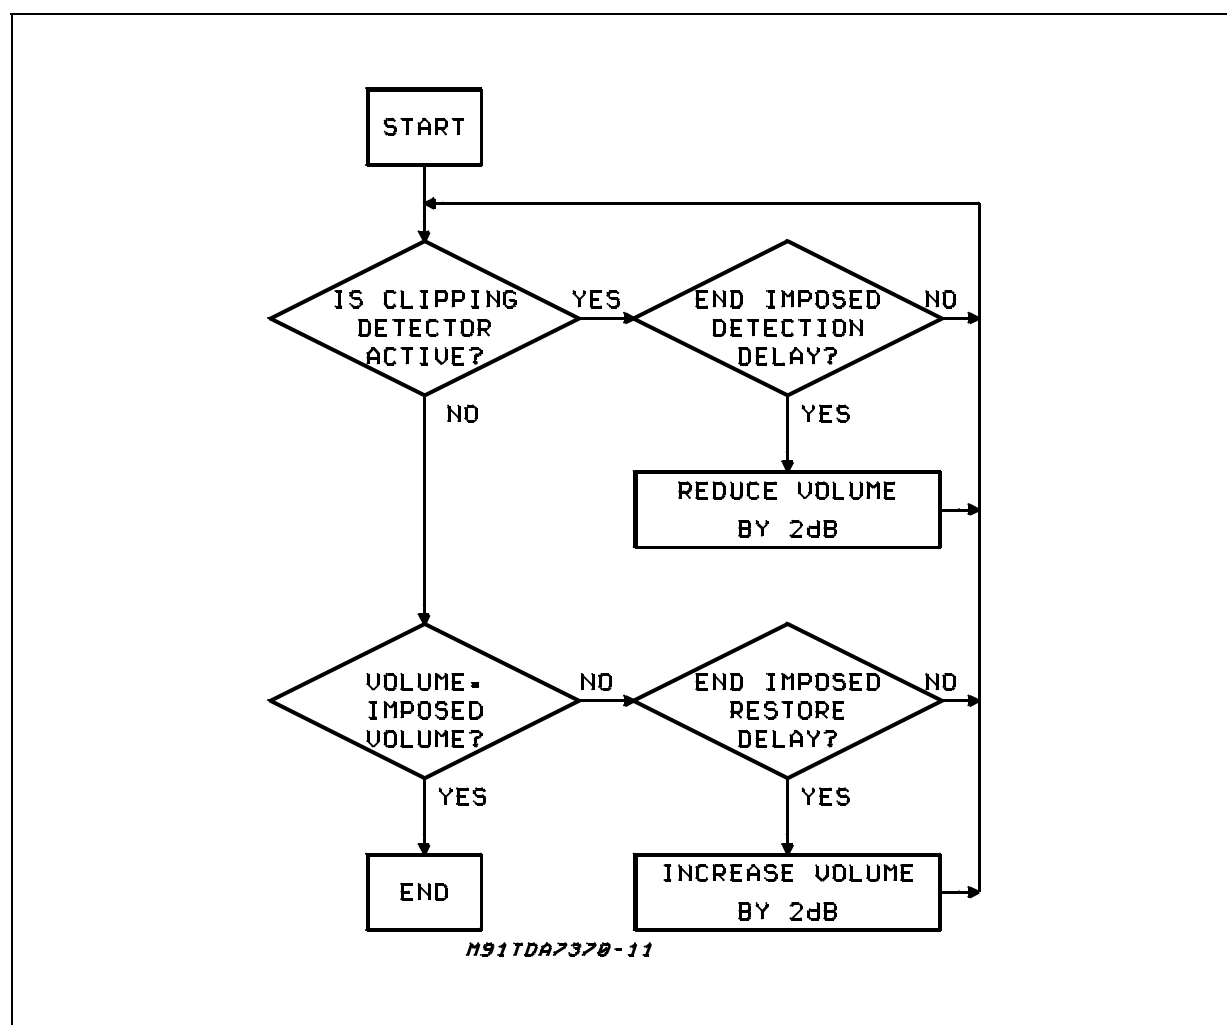 START
IS CLIPPING
DETECTOR
ACTIVE?
YES
NO
END IMPOSED
DETECTION
DELAY?
NO
YES
REDUCE VOLUME
BY 2dB
VOLUME=
IMPOSED
VOLUME?
NO
YES
END IMPOSED
RESTORE
DELAY?
NO
YES
END
INCREASE VOLUME
BY 2dB
M91TDA7370-11